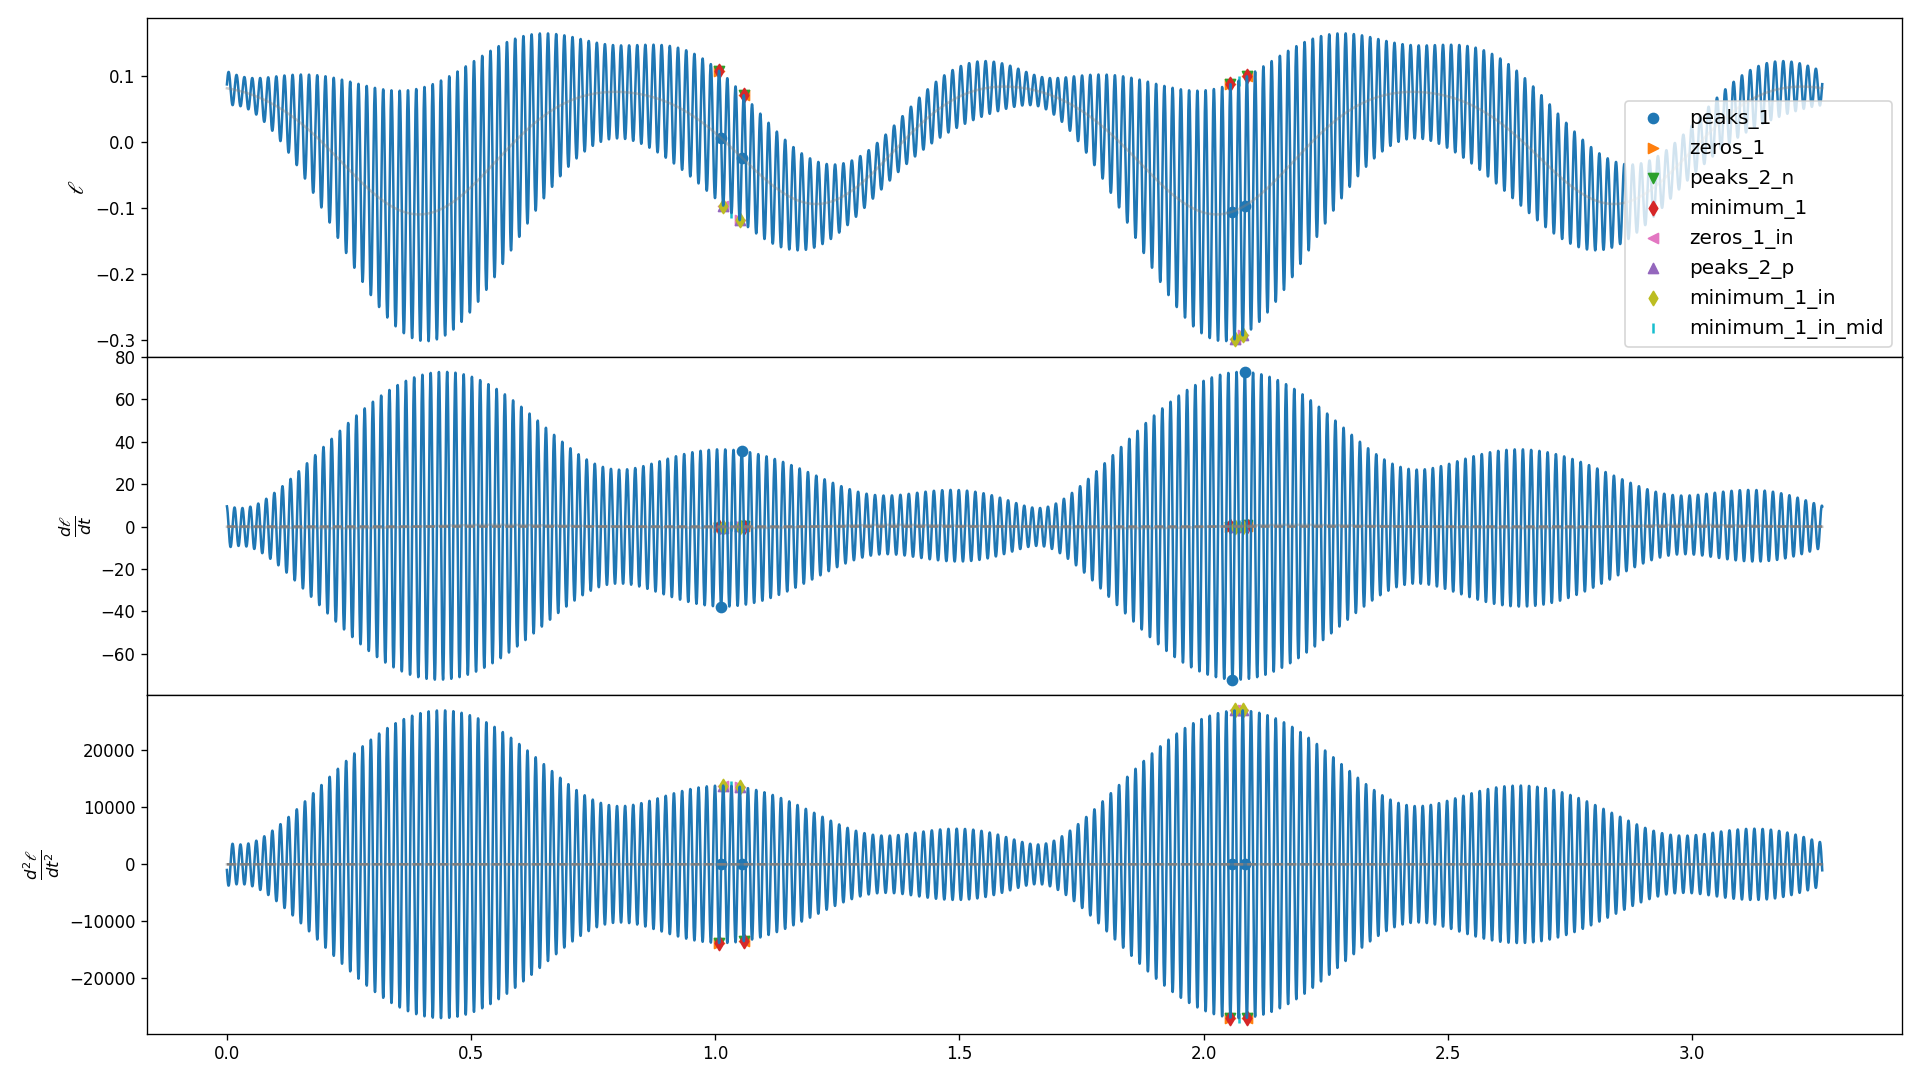 0.1
0.0
−0.1
−0.2
−0.3
ℓ
peaks_1
zeros_1
peaks_2_n
minimum_1
zeros_1_in
peaks_2_p
minimum_1_in
minimum_1_in_mid
80
60
40
20
0
−20
−40
−60
dℓ
dt
20000
10000
0
−10000
−20000
d²ℓ
dt²
0.0 0.5 1.0 1.5 2.0 2.5 3.0